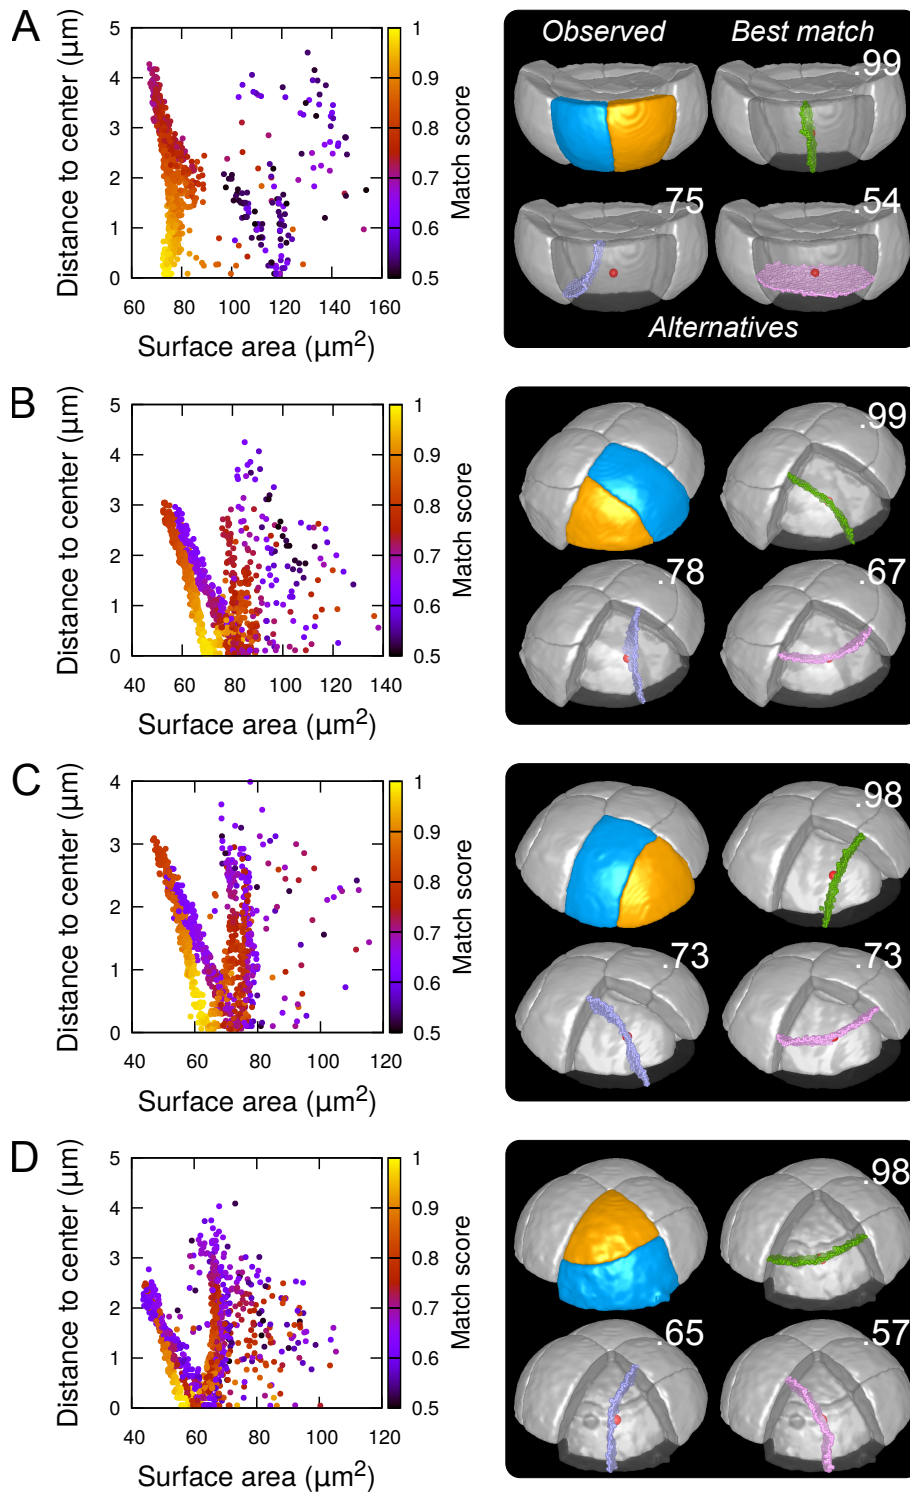 A
Distance to center (µm)
5
4
3
2
1
0
60 80 100 120 140 160
Surface area (µm²)
1
0.9
0.8
0.7
0.6
0.5
Match score
Observed Best match
.99
.75 .54
Alternatives
B
Distance to center (µm)
5
4
3
2
1
0
40 60 80 100 120 140
Surface area (µm²)
1
0.9
0.8
0.7
0.6
0.5
Match score
.99
.78 .67
C
Distance to center (µm)
4
3
2
1
0
40 60 80 100 120
Surface area (µm²)
1
0.9
0.8
0.7
0.6
0.5
Match score
.98
.73 .73
D
Distance to center (µm)
5
4
3
2
1
0
40 60 80 100 120
Surface area (µm²)
1
0.9
0.8
0.7
0.6
0.5
Match score
.98
.65 .57